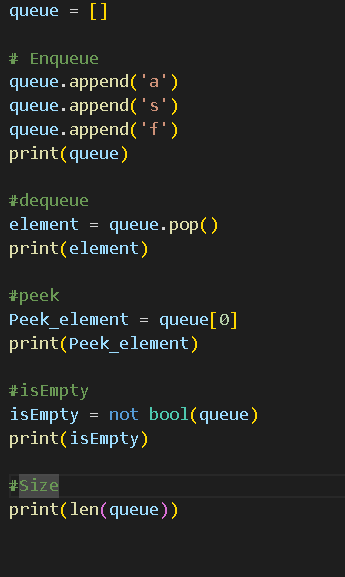 queue = []
# Enqueue
queue.append('a')
queue.append('s')
queue.append('f')
print(queue)
#dequeue
element = queue.pop()
print(element)
#peek
Peek_element = queue[0]
print(Peek_element)
#isEmpty
isEmpty = not bool(queue)
print(isEmpty)
#Size
print(len(queue))